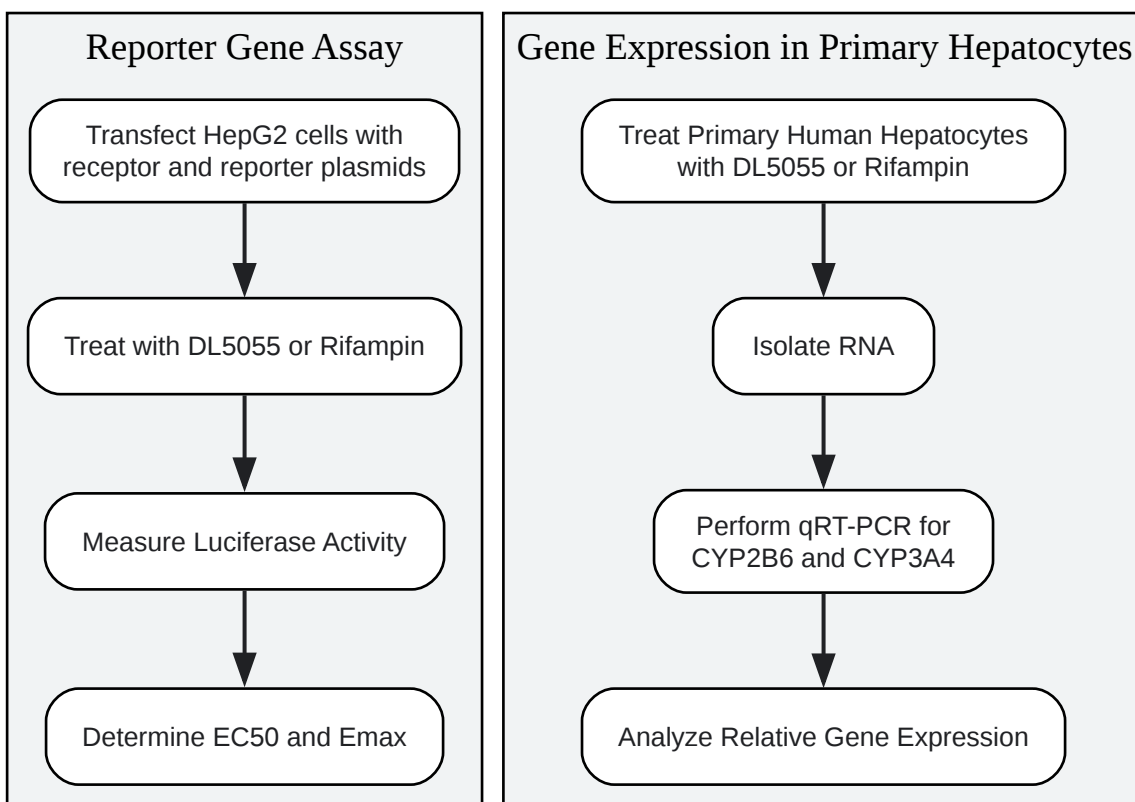 Reporter Gene Assay
Transfect HepG2 cells with
receptor and reporter plasmids
Treat with DL5055 or Rifampin
Measure Luciferase Activity
Determine EC50 and Emax
Gene Expression in Primary Hepatocytes
Treat Primary Human Hepatocytes
with DL5055 or Rifampin
Isolate RNA
Perform qRT-PCR for
CYP2B6 and CYP3A4
Analyze Relative Gene Expression